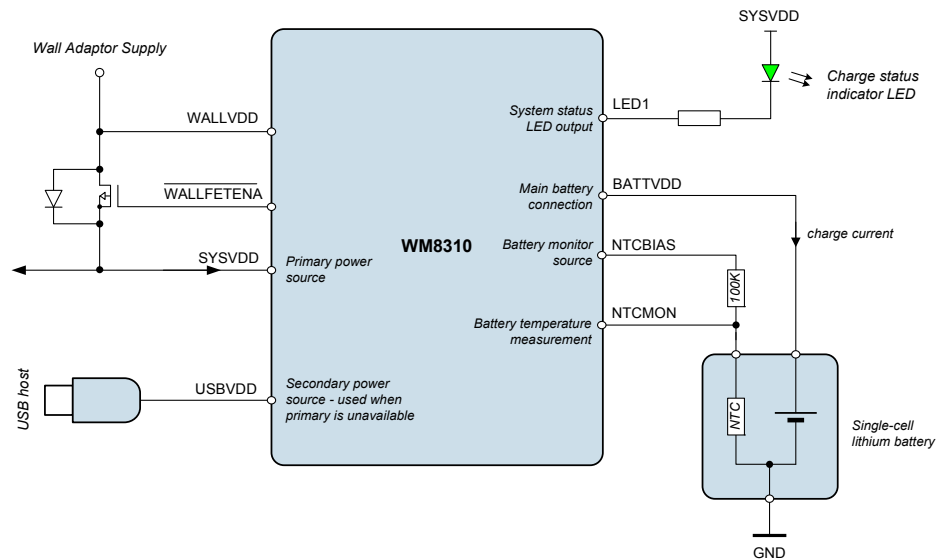 Wall Adaptor Supply
WALLVDD
WALLFETENA
SYSVDD
Primary power
source
USB host
USBVDD
Secondary power
source - used when
primary is unavailable
WM8310
System status
LED output
LED1
SYSVDD
Charge status
indicator LED
Main battery
connection
BATTVDD
charge current
Battery monitor
source
NTCBIAS
100K
Battery temperature
measurement
NTCMON
NTC
Single-cell
lithium battery
GND